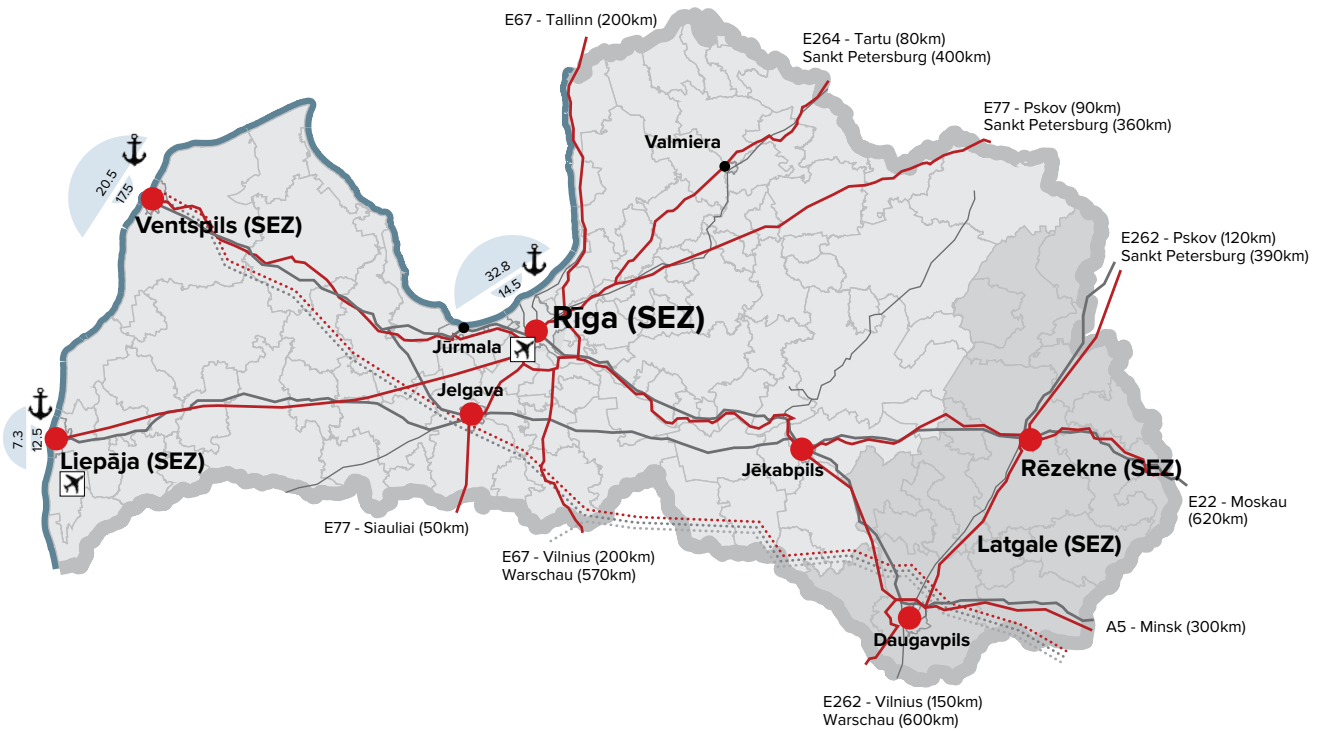 E67 - Tallinn (200km)
E264 - Tartu (80km)
Sankt Petersburg (400km)
E77 - Pskov (90km)
Sankt Petersburg (360km)
Valmiera
20.5
17.5
Ventspils (SEZ)
E262 - Pskov (120km)
Sankt Petersburg (390km)
32.8
14.5
Rīga (SEZ)
Jūrmala
Jelgava
7.3
12.5
Liepāja (SEZ)
Jēkabpils
Rēzekne (SEZ)
E22 - Moskau
(620km)
E77 - Siauliai (50km)
E67 - Vilnius (200km)
Warschau (570km)
Latgale (SEZ)
A5 - Minsk (300km)
Daugavpils
E262 - Vilnius (150km)
Warschau (600km)